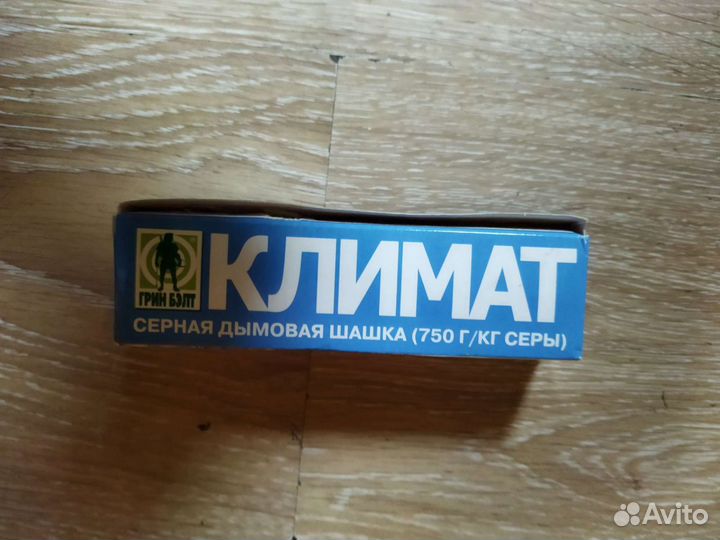 ГРИН БЭЛТ
КЛИМАТ
СЕРНАЯ ДЫМОВАЯ ШАШКА (750 Г/КГ СЕРЫ)
Avito